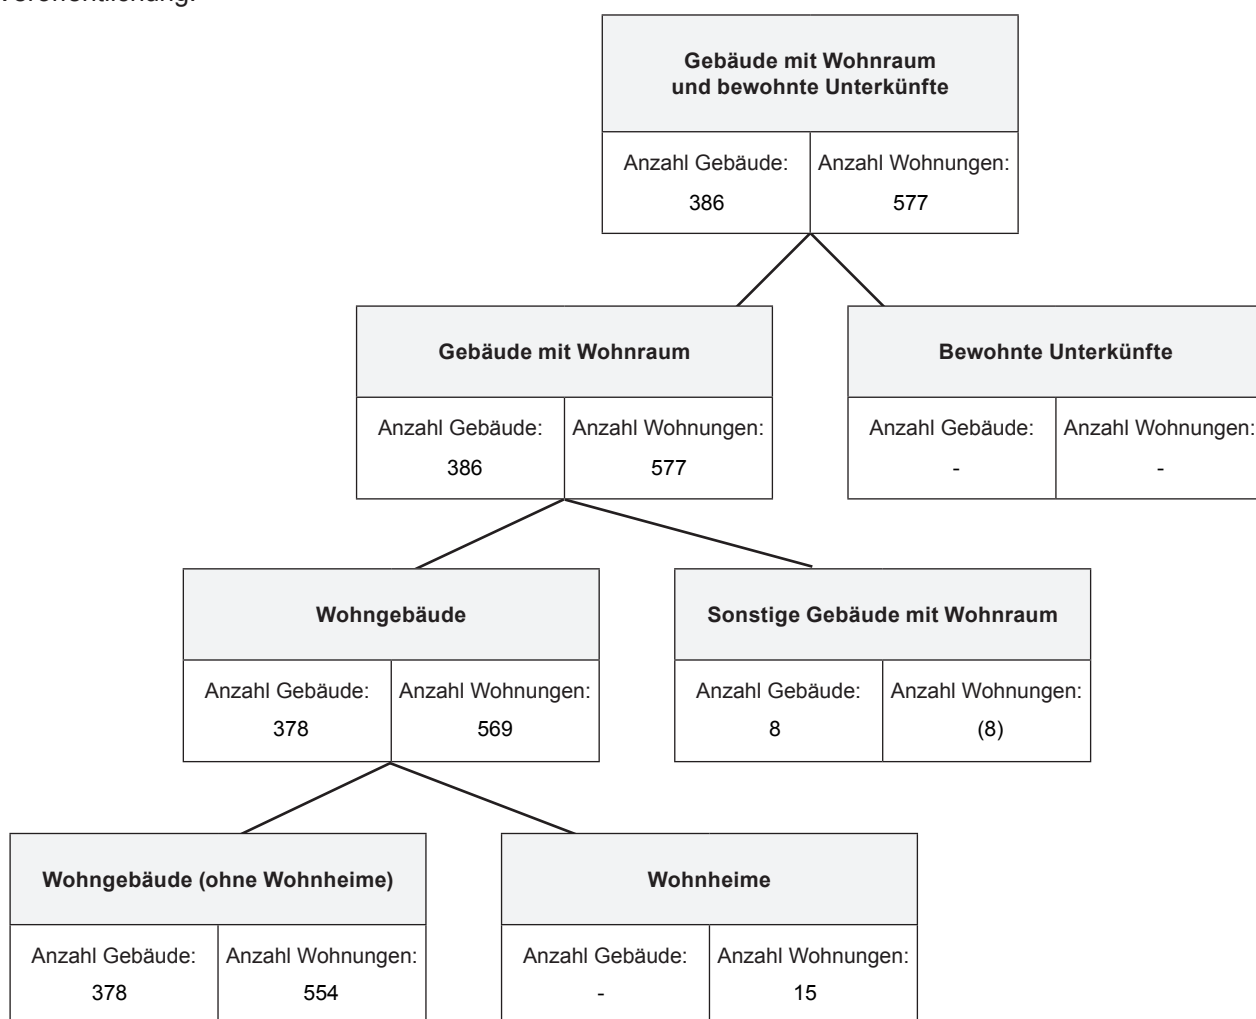 Veröffentlichung.
Gebäude mit Wohnraum
und bewohnte Unterkünfte
Anzahl Gebäude: Anzahl Wohnungen:
386 577
Gebäude mit Wohnraum Bewohnte Unterkünfte
Anzahl Gebäude: Anzahl Wohnungen: Anzahl Gebäude: Anzahl Wohnungen:
386 577 - -
Wohngebäude Sonstige Gebäude mit Wohnraum
Anzahl Gebäude: Anzahl Wohnungen: Anzahl Gebäude: Anzahl Wohnungen:
378 569 8 (8)
Wohngebäude (ohne Wohnheime) Wohnheime
Anzahl Gebäude: Anzahl Wohnungen: Anzahl Gebäude: Anzahl Wohnungen:
378 554 - 15